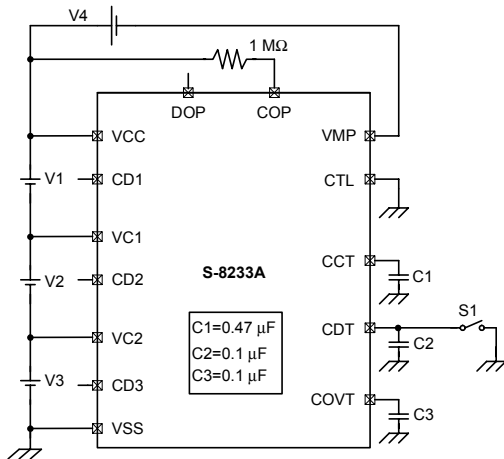 V4
1 MΩ
DOP
COP
VCC
VMP
V1
CD1
CTL
VC1
V2
CD2
S-8233A
CCT
C1
S1
C1=0.47 μF
C2=0.1 μF
C3=0.1 μF
VC2
CDT
C2
V3
CD3
COVT
C3
VSS